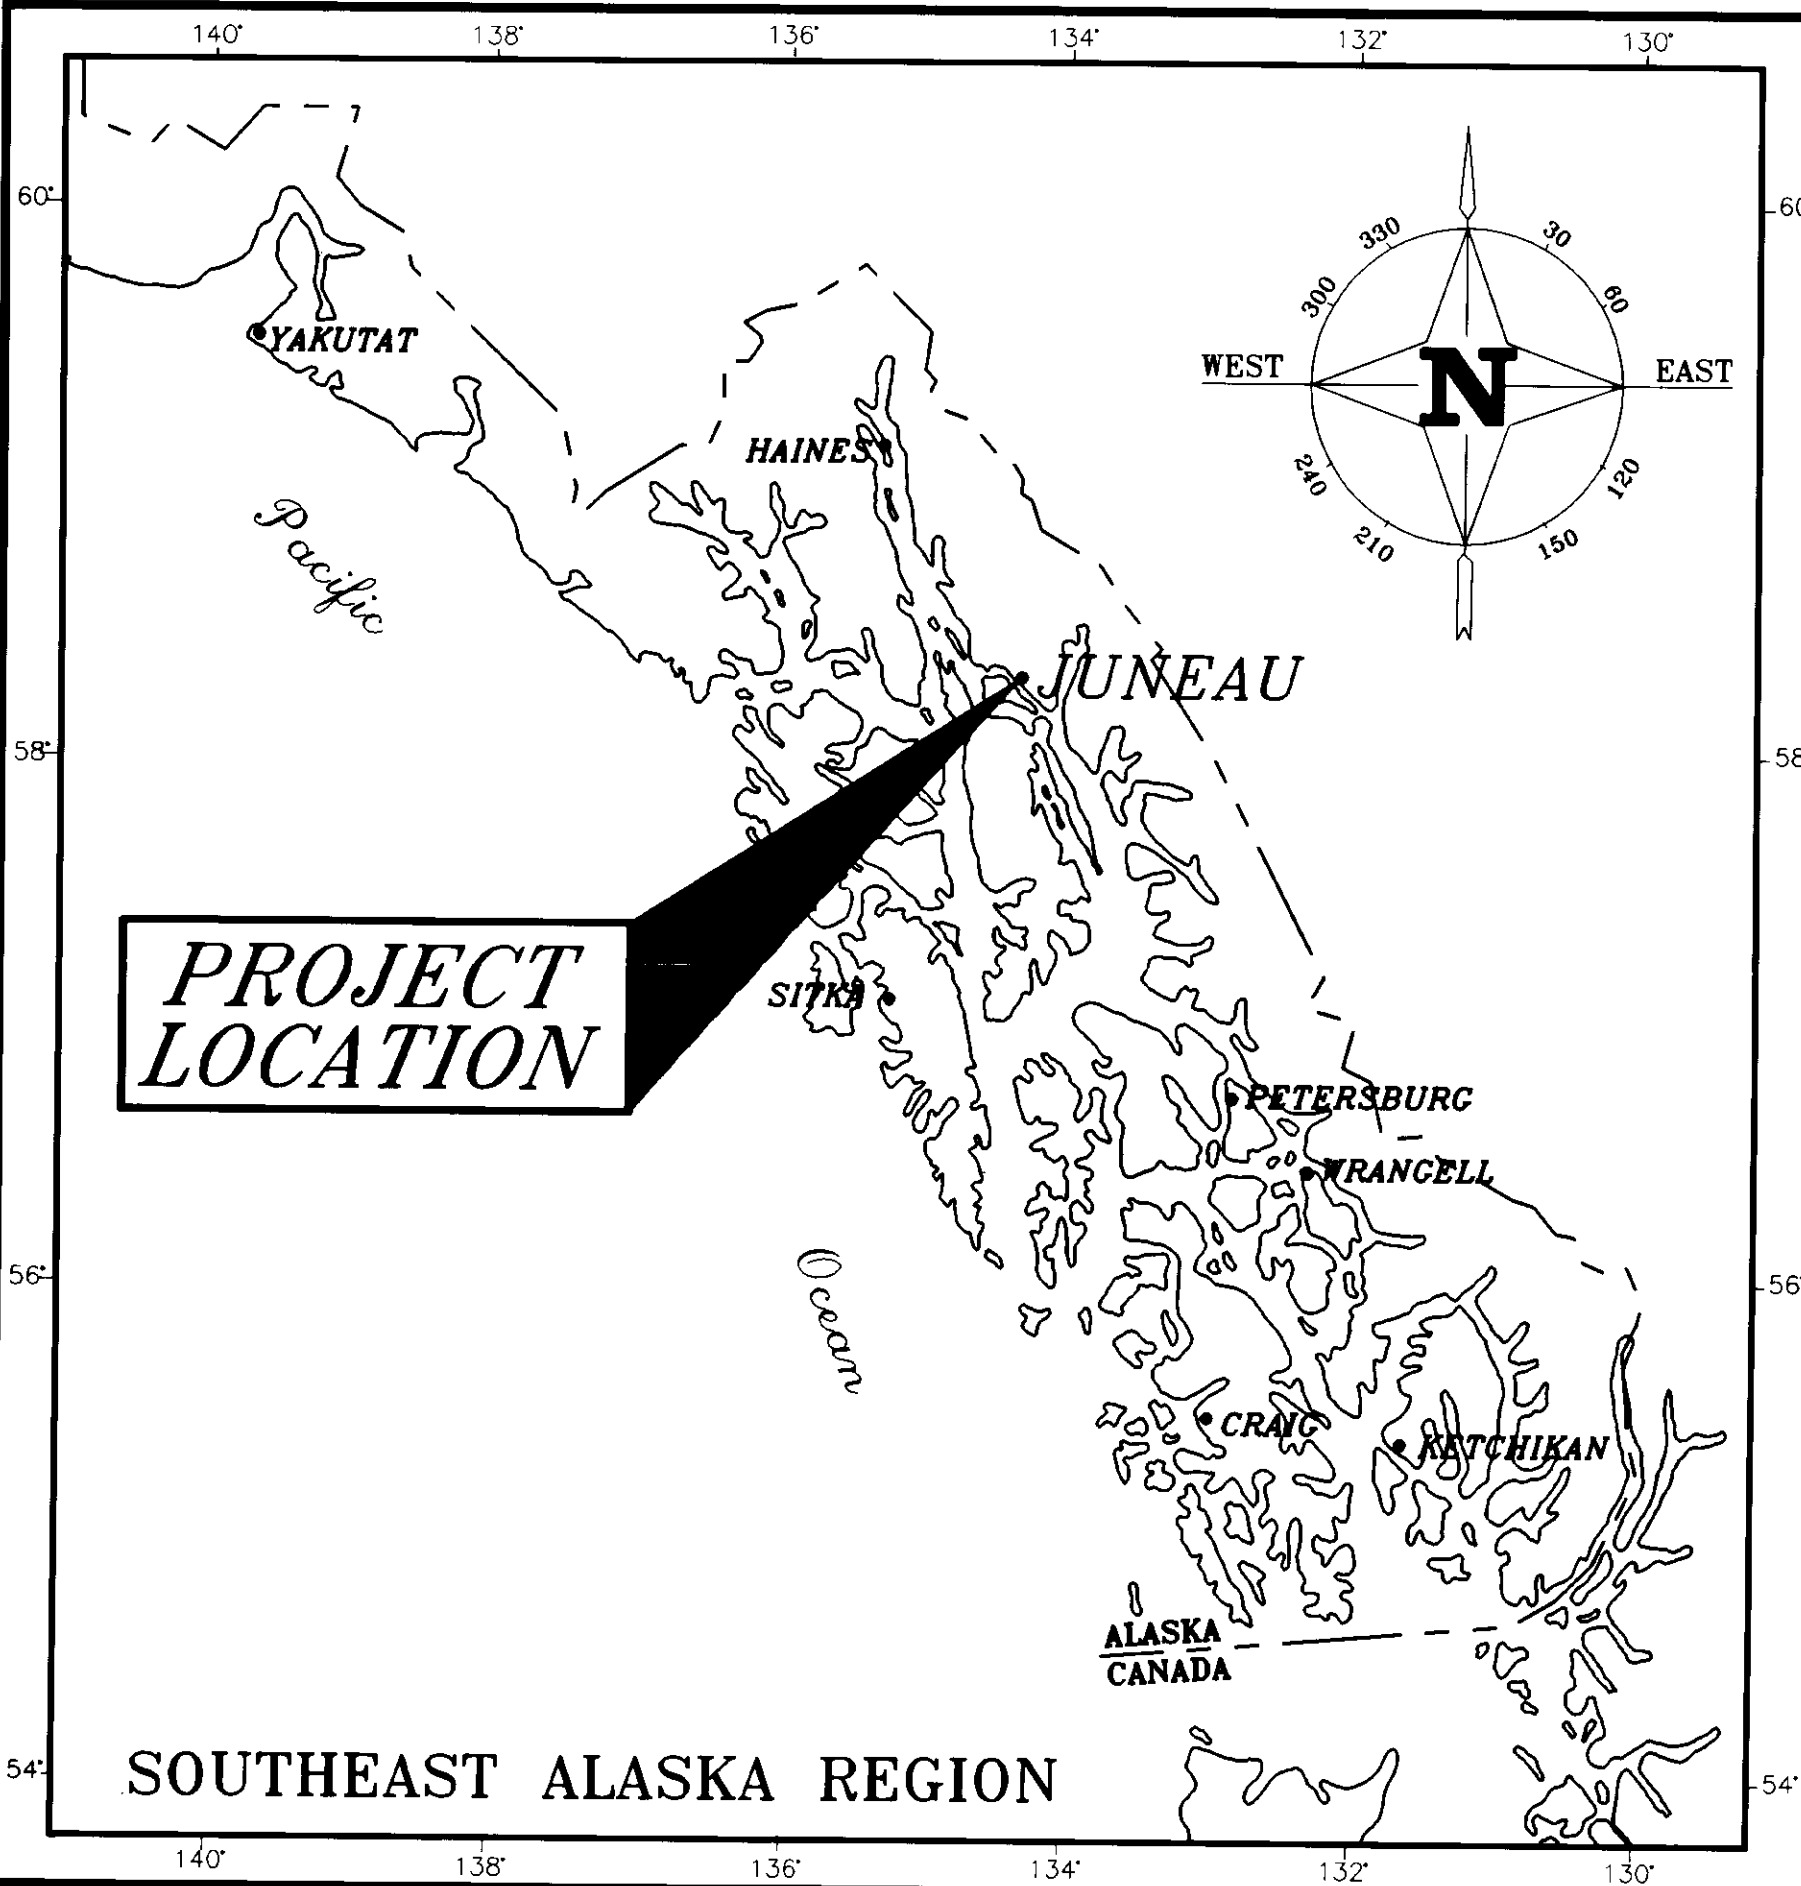 140° 138° 136° 134° 132° 130°
60° 60
330 30
300 60
YAKUTAT
WEST N EAST
HAINES
240 120
210 150
Pacific
JUNEAU
58° 58
PROJECT
LOCATION
SITKA
PETERSBURG
WRANGELL
56° 56°
Ocean
CRAIG
KETCHIKAN
ALASKA
CANADA
54° 54°
SOUTHEAST ALASKA REGION
140° 138° 136° 134° 132° 130°